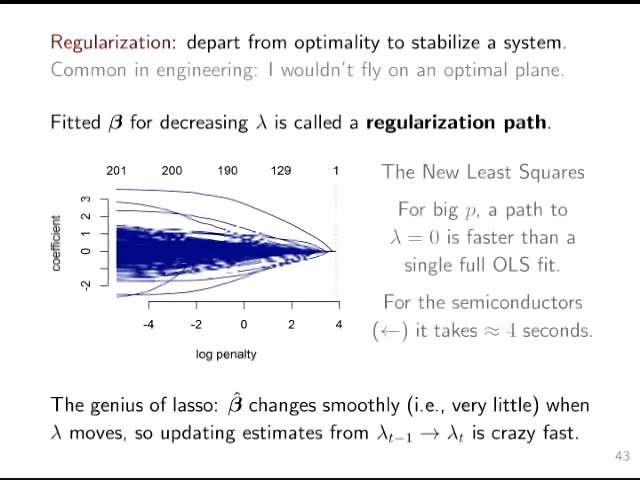 Regularization: depart from optimality to stabilize a system.
Common in engineering: I wouldn't fly on an optimal plane.
Fitted β for decreasing λ is called a regularization path.
201 200 190 129 1
coefficient
3
2
1
0
-2
-4 -2 0 2 4
log penalty
The New Least Squares
For big p, a path to
λ = 0 is faster than a
single full OLS fit.
For the semiconductors
(←) it takes ≈ 4 seconds.
The genius of lasso: β̂ changes smoothly (i.e., very little) when
λ moves, so updating estimates from λt−1 → λt is crazy fast.
43